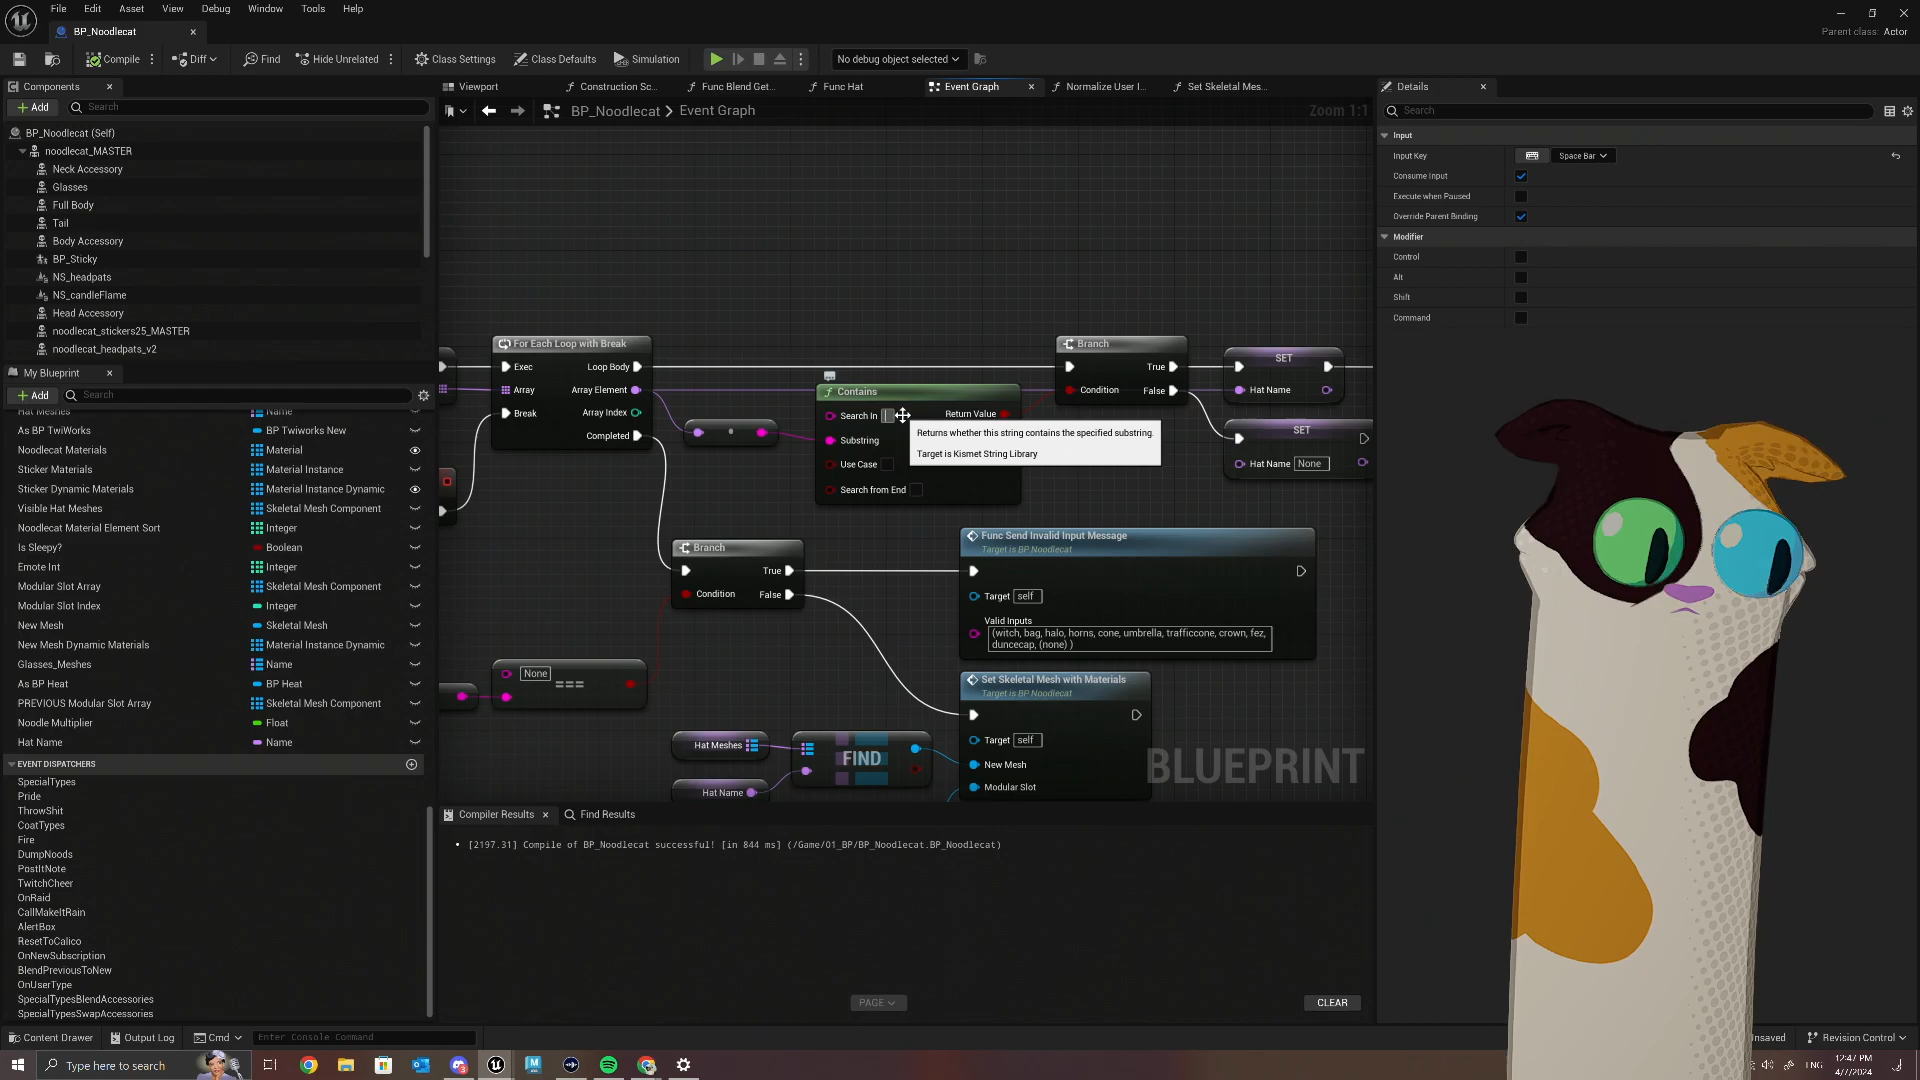 File Edit Asset View Debug Window Tools Help
BP_Noodlecat
Parent class: Actor
Compile Diff Find Hide Unrelated Class Settings Class Defaults Simulation No debug object selected
Components
Viewport Construction Sc... Func Blend Get... Func Hat Event Graph Normalize User I... Set Skeletal Mes... Details
Add Search
BP_Noodlecat > Event Graph Zoom 1:1
Search
BP_Noodlecat (Self)
noodlecat_MASTER
Neck Accessory
Glasses
Full Body
Tail
Body Accessory
BP_Sticky
NS_headpats
NS_candleFlame
Head Accessory
noodlecat_stickers25_MASTER
noodlecat_headpats_v2
My Blueprint
Add Search
Hat Meshes Name
As BP TwiWorks BP Twiworks New
Noodlecat Materials Material
Sticker Materials Material Instance
Sticker Dynamic Materials Material Instance Dynamic
Visible Hat Meshes Skeletal Mesh Component
Noodlecat Material Element Sort Integer
Is Sleepy? Boolean
Emote Int Integer
Modular Slot Array Skeletal Mesh Component
Modular Slot Index Integer
New Mesh Skeletal Mesh
New Mesh Dynamic Materials Material Instance Dynamic
Glasses_Meshes Name
As BP Heat BP Heat
PREVIOUS Modular Slot Array Skeletal Mesh Component
Noodle Multiplier Float
Hat Name Name
EVENT DISPATCHERS
SpecialTypes
Pride
ThrowShit
CoatTypes
Fire
DumpNoods
PostItNote
TwitchCheer
OnRaid
CallMakeItRain
AlertBox
ResetToCalico
OnNewSubscription
BlendPreviousToNew
OnUserType
SpecialTypesBlendAccessories
SpecialTypesSwapAccessories
For Each Loop with Break
Exec Loop Body
Array Array Element
Break Array Index
Completed
Contains
Search In Return Value
Substring
Use Case
Search from End
Returns whether this string contains the specified substring.
Target is Kismet String Library
Branch
True
Condition False
SET
Hat Name
SET
Hat Name None
Branch
True
Condition False
None
===
Func Send Invalid Input Message
Target is BP Noodlecat
Target self
Valid Inputs
(witch, bag, halo, horns, cone, umbrella, trafficcone, crown, fez,
duncecap, (none) )
Set Skeletal Mesh with Materials
Target is BP Noodlecat
Target self
New Mesh
Modular Slot
Hat Meshes
FIND
Hat Name
BLUEPRINT
Compiler Results Find Results
[2197.31] Compile of BP_Noodlecat successful! [in 844 ms] (/Game/01_BP/BP_Noodlecat.BP_Noodlecat)
PAGE CLEAR
Input
Input Key Space Bar
Consume Input
Execute when Paused
Override Parent Binding
Modifier
Control
Alt
Shift
Command
Content Drawer Output Log Cmd Enter Console Command
Revision Control
Type here to search
ENG
12:47 PM
4/7/2024